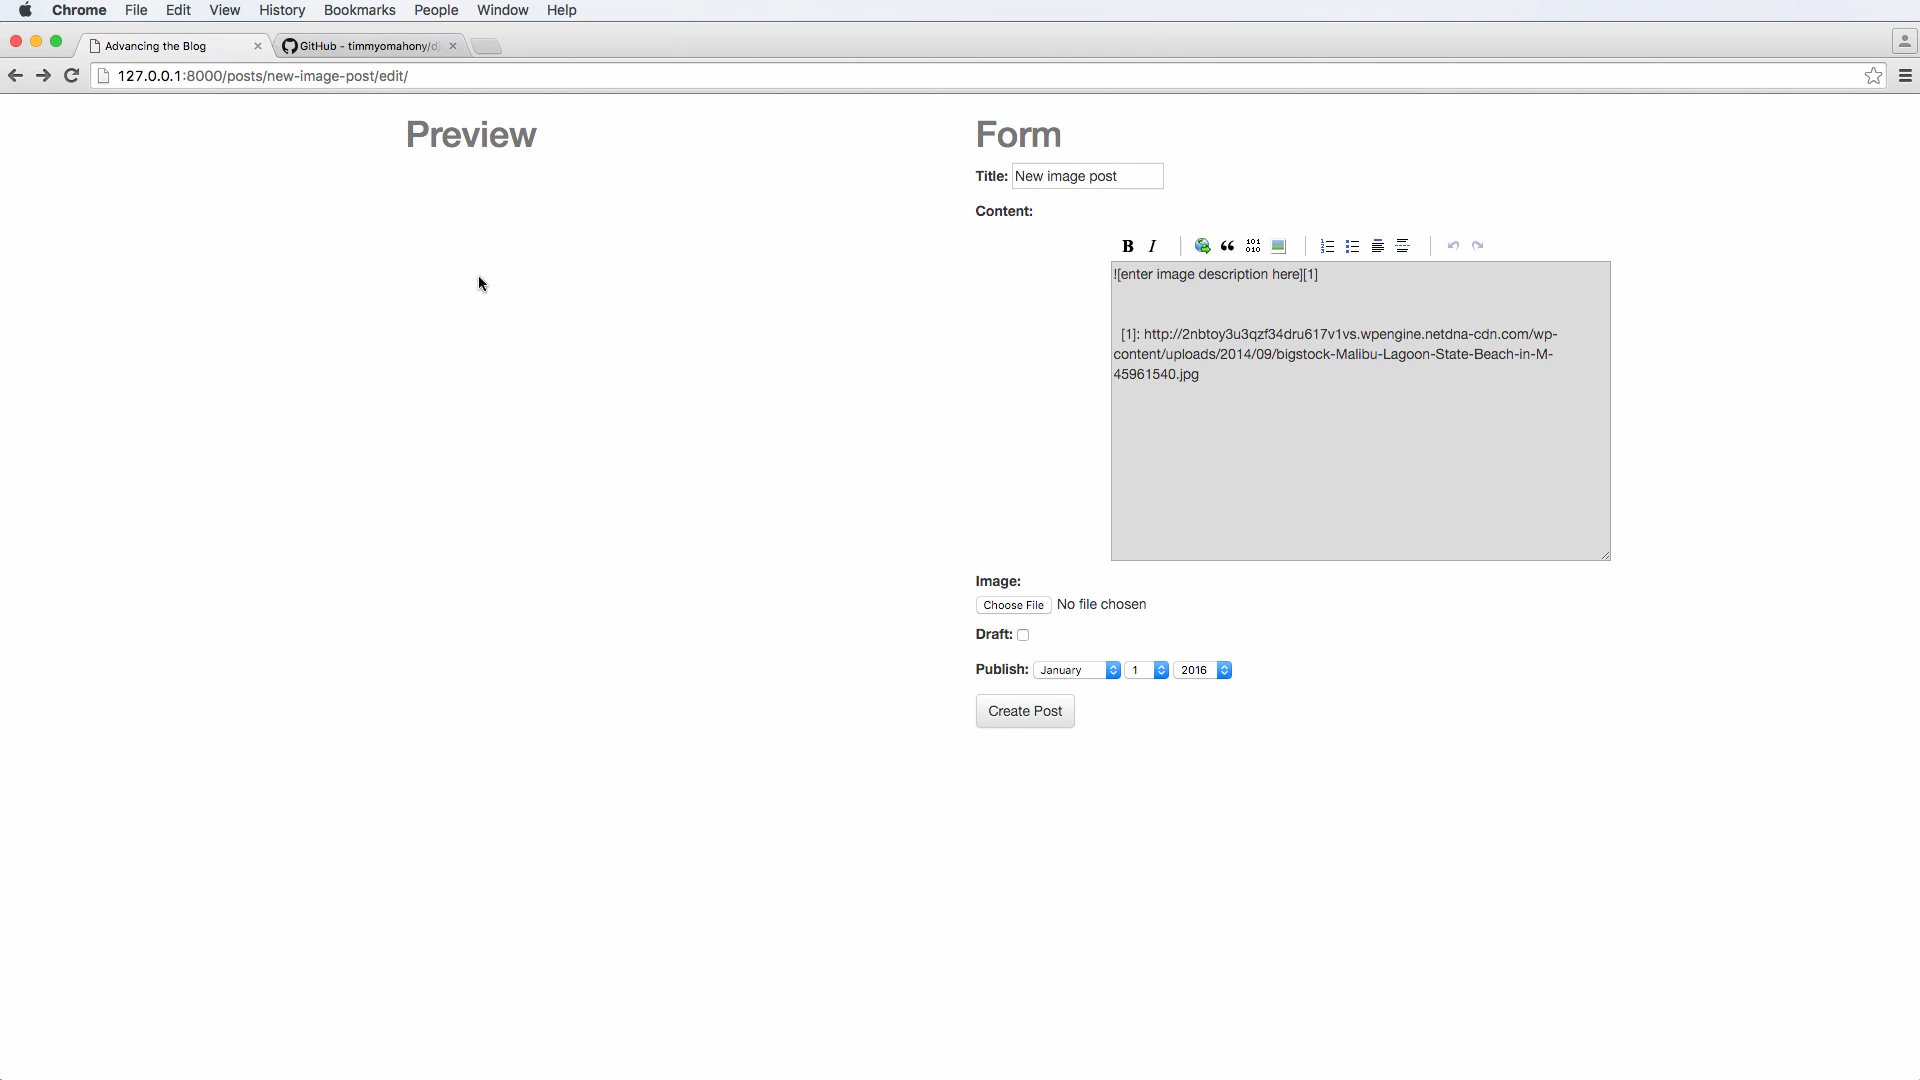 Chrome File Edit View History Bookmarks People Window Help
Advancing the Blog
GitHub - timmyomahony/dj
127.0.0.1:8000/posts/new-image-post/edit/
Preview
Form
Title: New image post
Content:
B I
101
010
![enter image description here][1]
[1]: http://2nbtoy3u3qzf34dru617v1vs.wpengine.netdna-cdn.com/wp-
content/uploads/2014/09/bigstock-Malibu-Lagoon-State-Beach-in-M-
45961540.jpg
Image:
Choose File No file chosen
Draft:
Publish: January 1 2016
Create Post